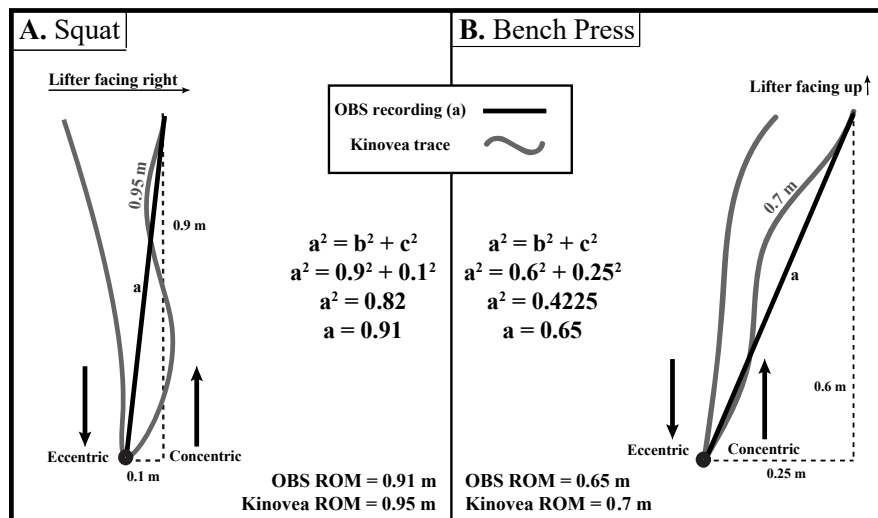 A. Squat
Lifter facing right
0.95 m
0.9 m
a
a² = b² + c²
a² = 0.9² + 0.1²
a² = 0.82
a = 0.91
Eccentric
Concentric
0.1 m
OBS ROM = 0.91 m
Kinovea ROM = 0.95 m
OBS recording (a)
Kinovea trace
B. Bench Press
Lifter facing up
0.7 m
a
a² = b² + c²
a² = 0.6² + 0.25²
a² = 0.4225
a = 0.65
0.6 m
Eccentric
Concentric
0.25 m
OBS ROM = 0.65 m
Kinovea ROM = 0.7 m